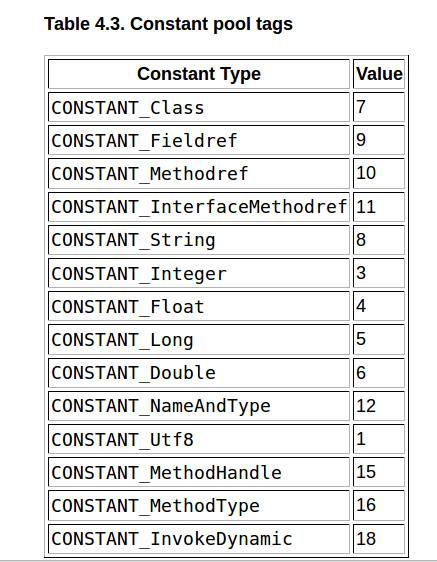 Table 4.3. Constant pool tags
Constant Type Value
CONSTANT_Class 7
CONSTANT_Fieldref 9
CONSTANT_Methodref 10
CONSTANT_InterfaceMethodref 11
CONSTANT_String 8
CONSTANT_Integer 3
CONSTANT_Float 4
CONSTANT_Long 5
CONSTANT_Double 6
CONSTANT_NameAndType 12
CONSTANT_Utf8 1
CONSTANT_MethodHandle 15
CONSTANT_MethodType 16
CONSTANT_InvokeDynamic 18